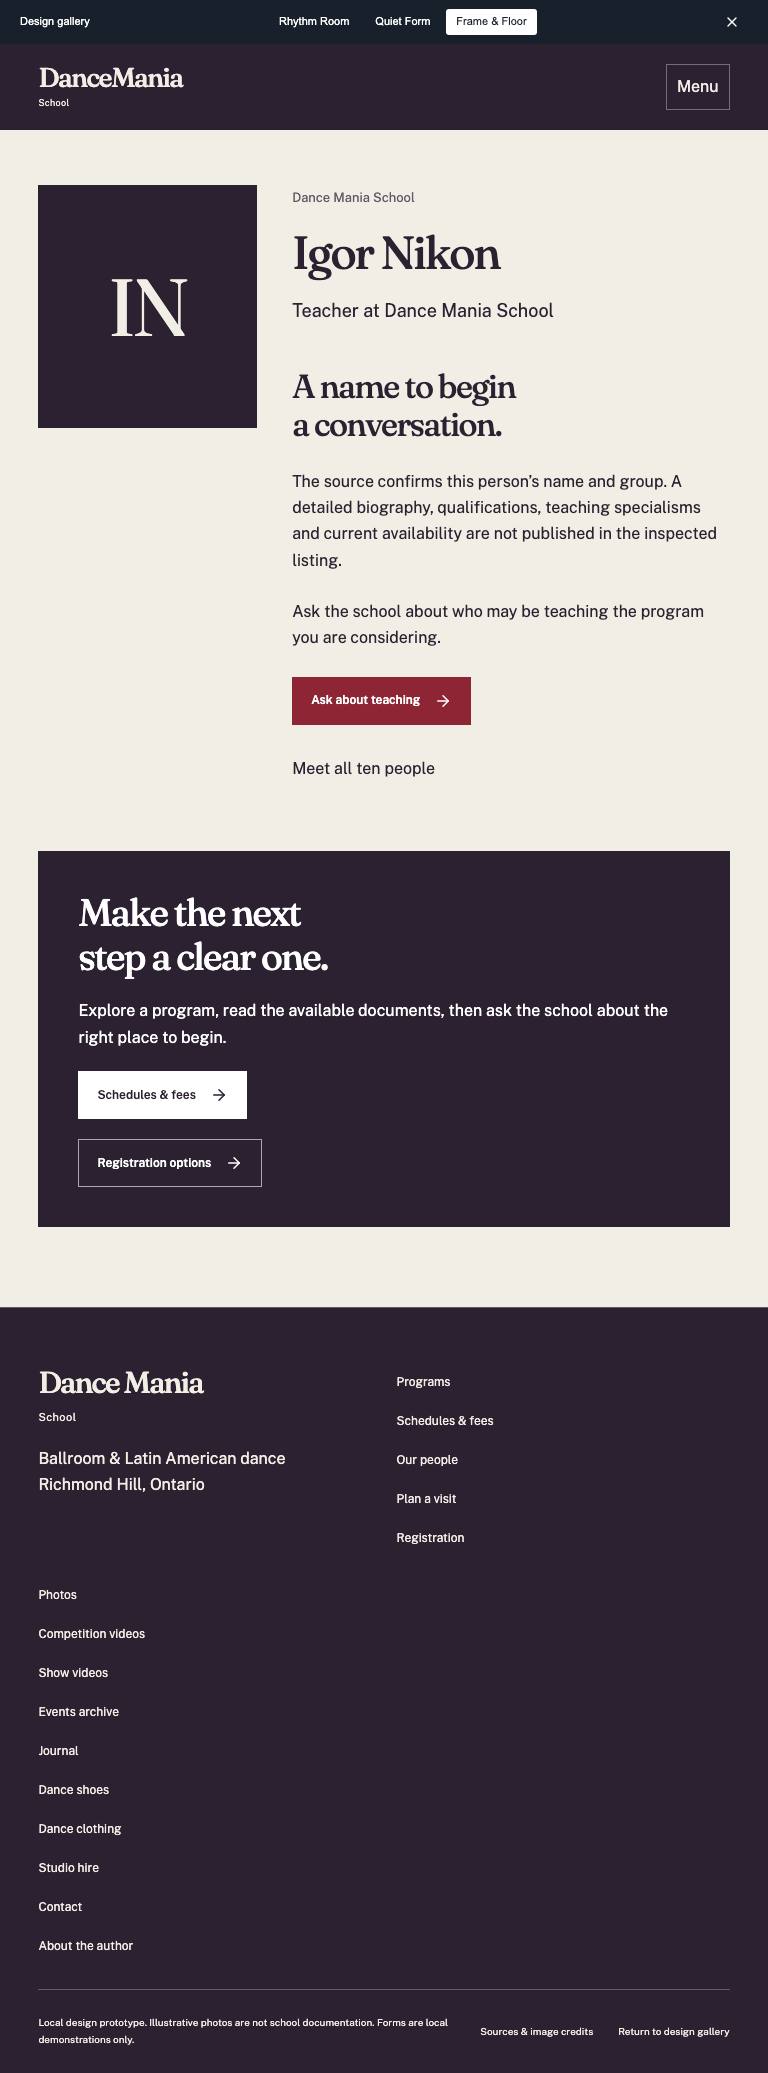 Design gallery
Rhythm Room
Quiet Form
Frame & Floor
DanceMania
School
Menu
IN
Dance Mania School
Igor Nikon
Teacher at Dance Mania School
A name to begin
a conversation.
The source confirms this person’s name and group. A
detailed biography, qualifications, teaching specialisms
and current availability are not published in the inspected
listing.
Ask the school about who may be teaching the program
you are considering.
Ask about teaching
Meet all ten people
Make the next
step a clear one.
Explore a program, read the available documents, then ask the school about the
right place to begin.
Schedules & fees
Registration options
Dance Mania
School
Ballroom & Latin American dance
Richmond Hill, Ontario
Programs
Schedules & fees
Our people
Plan a visit
Registration
Photos
Competition videos
Show videos
Events archive
Journal
Dance shoes
Dance clothing
Studio hire
Contact
About the author
Local design prototype. Illustrative photos are not school documentation. Forms are local
demonstrations only.
Sources & image credits
Return to design gallery